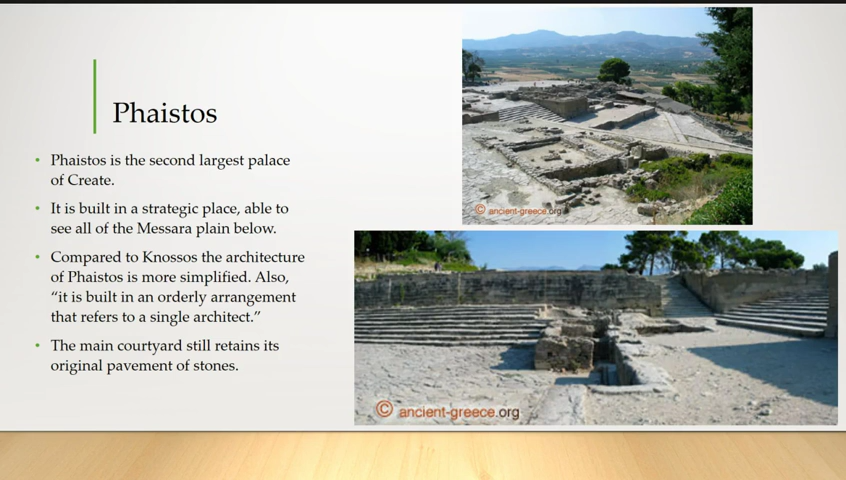 Phaistos
• Phaistos is the second largest palace
of Create.
• It is built in a strategic place, able to
see all of the Messara plain below.
• Compared to Knossos the architecture
of Phaistos is more simplified. Also,
“it is built in an orderly arrangement
that refers to a single architect.”
• The main courtyard still retains its
original pavement of stones.
© ancient-greece.org
© ancient-greece.org